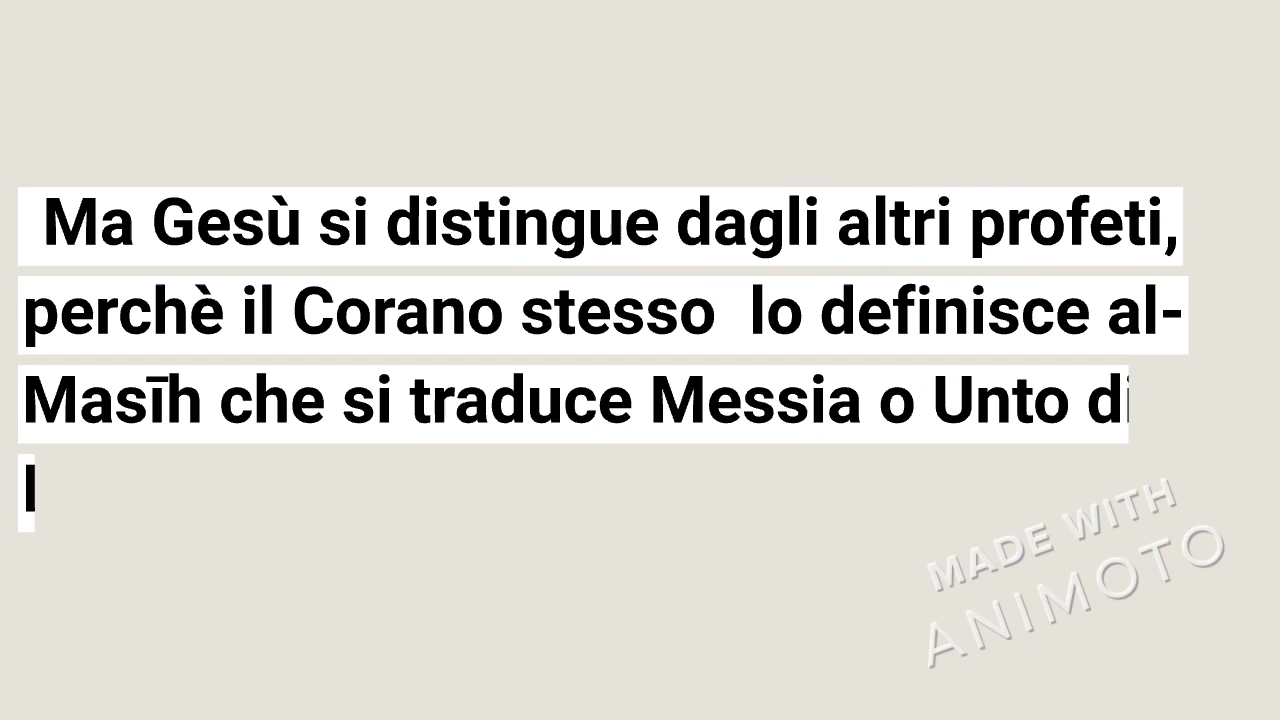 Ma Gesù si distingue dagli altri profeti,
perchè il Corano stesso lo definisce al-
Masīh che si traduce Messia o Unto di
MADE WITH
ANIMOTO